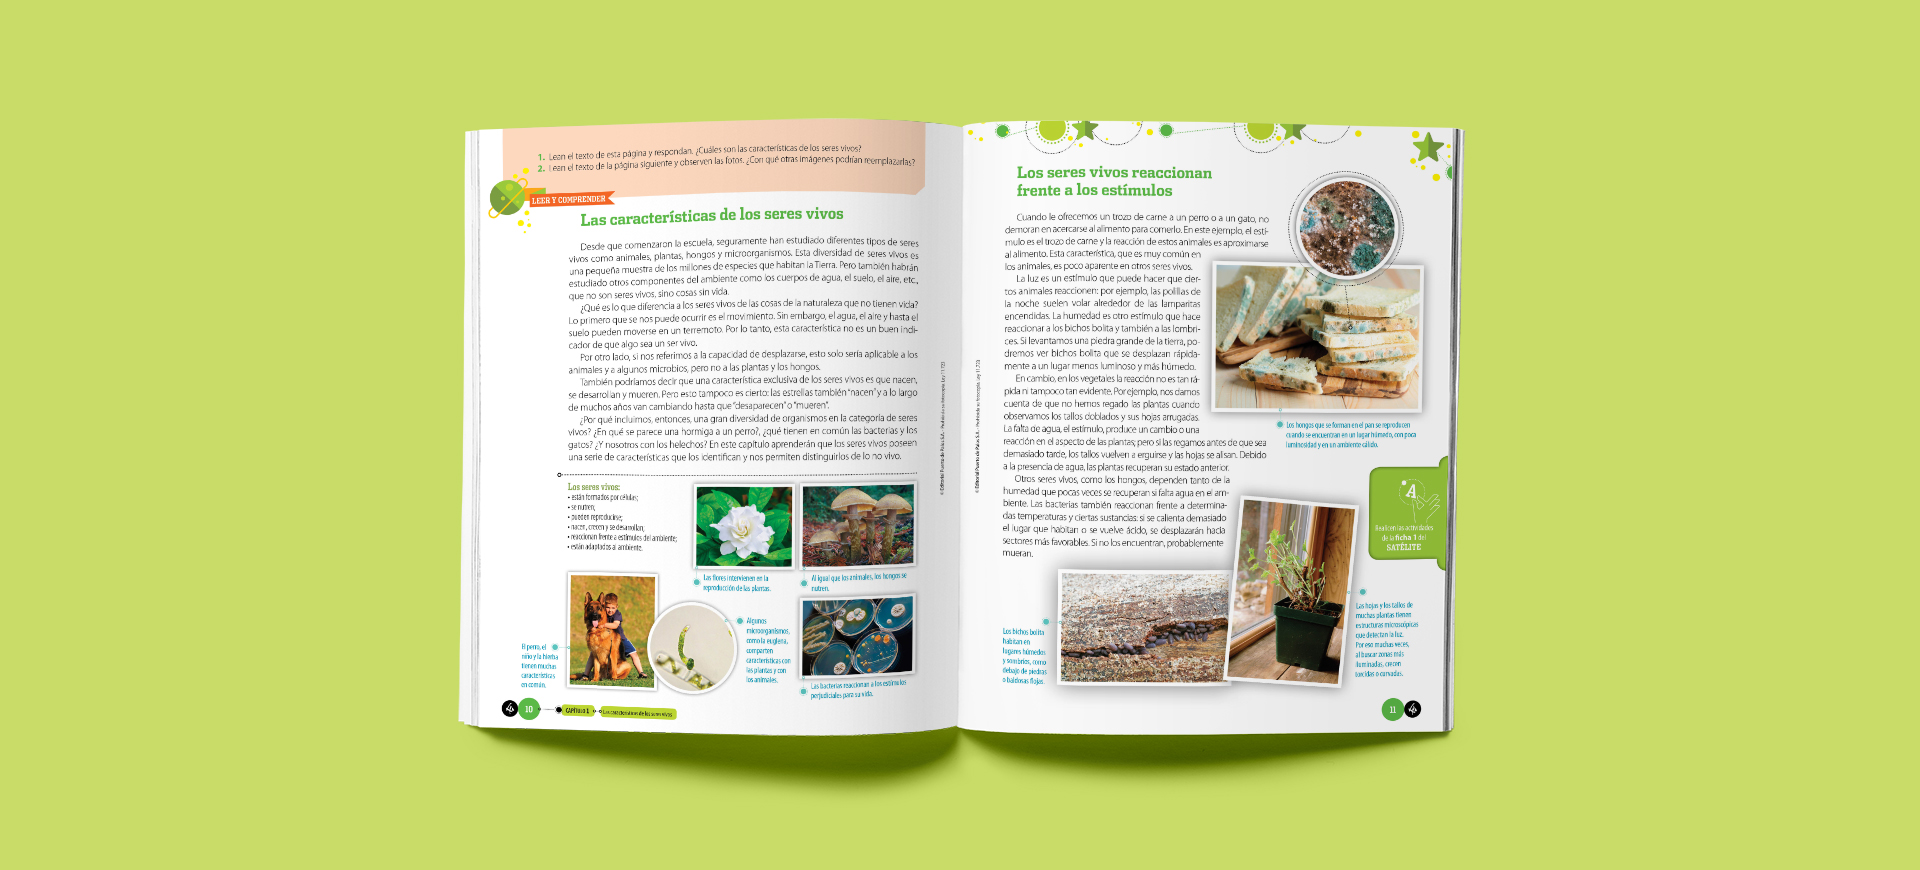 1. Lean el texto de esta página y respondan. ¿Cuáles son las características de los seres vivos?
2. Lean el texto de la página siguiente y observen las fotos. ¿Con qué otras imágenes podrían reemplazarlas?
LEER Y COMPRENDER
Las características de los seres vivos
Desde que comenzaron la escuela, seguramente han estudiado diferentes tipos de seres
vivos como animales, plantas, hongos y microorganismos. Esta diversidad de seres vivos es
una pequeña muestra de los millones de especies que habitan la Tierra. Pero también habrán
estudiado otros componentes del ambiente como los cuerpos de agua, el suelo, el aire, etc.,
que no son seres vivos, sino cosas sin vida.
¿Qué es lo que diferencia a los seres vivos de las cosas de la naturaleza que no tienen vida?
Lo primero que se nos puede ocurrir es el movimiento. Sin embargo, el agua, el aire y hasta el
suelo pueden moverse en un terremoto. Por lo tanto, esta característica no es un buen indi-
cador de que algo sea un ser vivo.
Por otro lado, si nos referimos a la capacidad de desplazarse, esto solo sería aplicable a los
animales y a algunos microbios, pero no a las plantas y los hongos.
También podríamos decir que una característica exclusiva de los seres vivos es que nacen,
se desarrollan y mueren. Pero esto tampoco es cierto: las estrellas también "nacen" y a lo largo
de muchos años van cambiando hasta que "desaparecen" o "mueren".
¿Por qué incluimos, entonces, una gran diversidad de organismos en la categoría de seres
vivos? ¿En qué se parece una hormiga a un perro?, ¿qué tienen en común las bacterias y los
gatos? ¿Y nosotros con los helechos? En este capítulo aprenderán que los seres vivos poseen
una serie de características que los identifican y nos permiten distinguirlos de lo no vivo.
Los seres vivos:
• están formados por células;
• se nutren;
• pueden reproducirse;
• nacen, crecen y se desarrollan;
• reaccionan frente a estímulos del ambiente;
• están adaptados al ambiente.
Las flores intervienen en la
reproducción de las plantas.
Al igual que los animales, los hongos se
nutren.
El perro, el
niño y la hierba
tienen muchas
características
en común.
Algunos
microorganismos,
como la euglena,
comparten
características con
las plantas y con
los animales.
Las bacterias reaccionan a los estímulos
perjudiciales para su vida.
10
CAPÍTULO 1
Las características de los seres vivos
© Editorial Puerto de Palos S.A. - Prohibida su fotocopia. Ley 11.723
© Editorial Puerto de Palos S.A. - Prohibida su fotocopia. Ley 11.723
Los seres vivos reaccionan
frente a los estímulos
Cuando le ofrecemos un trozo de carne a un perro o a un gato, no
demoran en acercarse al alimento para comerlo. En este ejemplo, el estí-
mulo es el trozo de carne y la reacción de estos animales es aproximarse
al alimento. Esta característica, que es muy común en
los animales, es poco aparente en otros seres vivos.
La luz es un estímulo que puede hacer que cier-
tos animales reaccionen: por ejemplo, las polillas de
la noche suelen volar alrededor de las lamparitas
encendidas. La humedad es otro estímulo que hace
reaccionar a los bichos bolita y también a las lombri-
ces. Si levantamos una piedra grande de la tierra, po-
dremos ver bichos bolita que se desplazan rápida-
mente a un lugar menos luminoso y más húmedo.
En cambio, en los vegetales la reacción no es tan rá-
pida ni tampoco tan evidente. Por ejemplo, nos damos
cuenta de que no hemos regado las plantas cuando
observamos los tallos doblados y sus hojas arrugadas.
La falta de agua, el estímulo, produce un cambio o una
reacción en el aspecto de las plantas; pero si las regamos antes de que sea
demasiado tarde, los tallos vuelven a erguirse y las hojas se alisan. Debido
a la presencia de agua, las plantas recuperan su estado anterior.
Otros seres vivos, como los hongos, dependen tanto de la
humedad que pocas veces se recuperan si falta agua en el am-
biente. Las bacterias también reaccionan frente a determina-
das temperaturas y ciertas sustancias: si se calienta demasiado
el lugar que habitan o se vuelve ácido, se desplazarán hacia
sectores más favorables. Si no los encuentran, probablemente
mueran.
Los hongos que se forman en el pan se reproducen
cuando se encuentran en un lugar húmedo, con poca
luminosidad y en un ambiente cálido.
A
Realicen las actividades
de la ficha 1 del
SATÉLITE
Los bichos bolita
habitan en
lugares húmedos
y sombríos, como
debajo de piedras
o baldosas flojas.
Las hojas y los tallos de
muchas plantas tienen
estructuras microscópicas
que detectan la luz.
Por eso muchas veces,
al buscar zonas más
iluminadas, crecen
torcidas o curvadas.
11